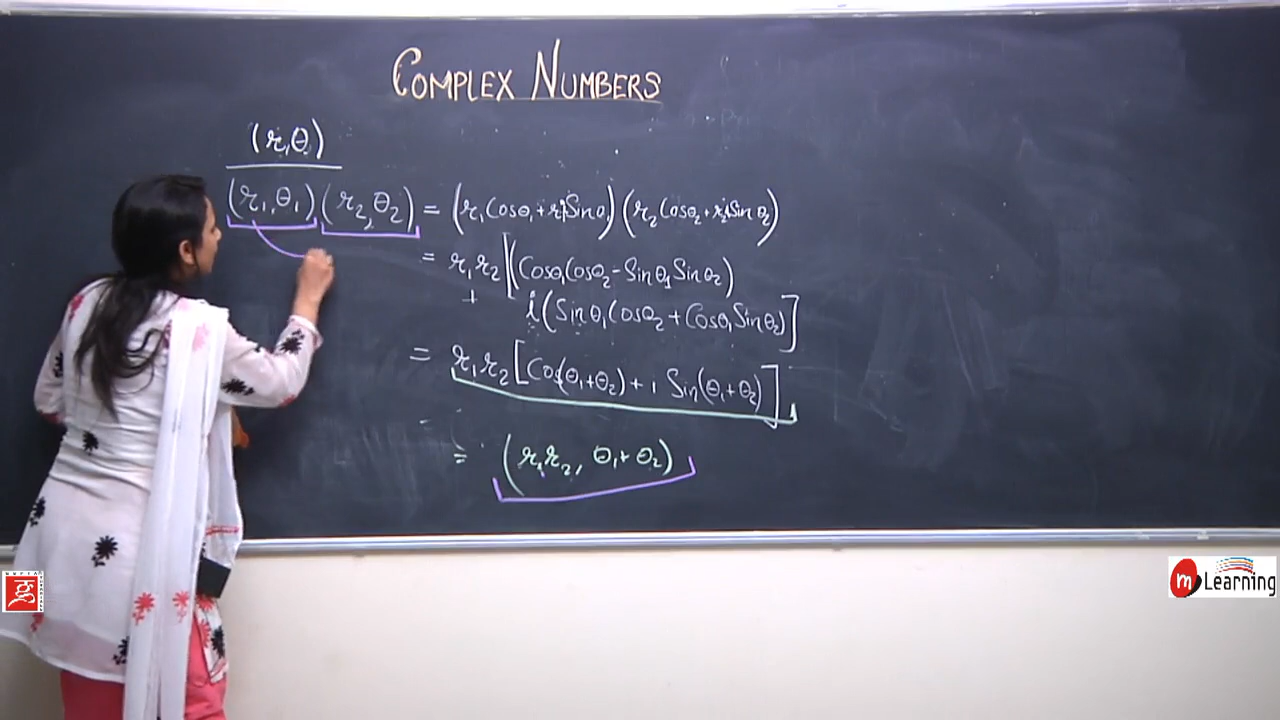 COMPLEX NUMBERS
(r,θ)
(r₁,θ₁) (r₂,θ₂) = (r₁Cosθ₁+r₁iSinθ₁) (r₂Cosθ₂+r₂iSinθ₂)
= r₁r₂[(Cosθ₁Cosθ₂-Sinθ₁Sinθ₂)
+ i(Sinθ₁Cosθ₂+Cosθ₁Sinθ₂)]
= r₁r₂[Cos(θ₁+θ₂)+i Sin(θ₁+θ₂)]
= (r₁r₂, θ₁+θ₂)
m Learning